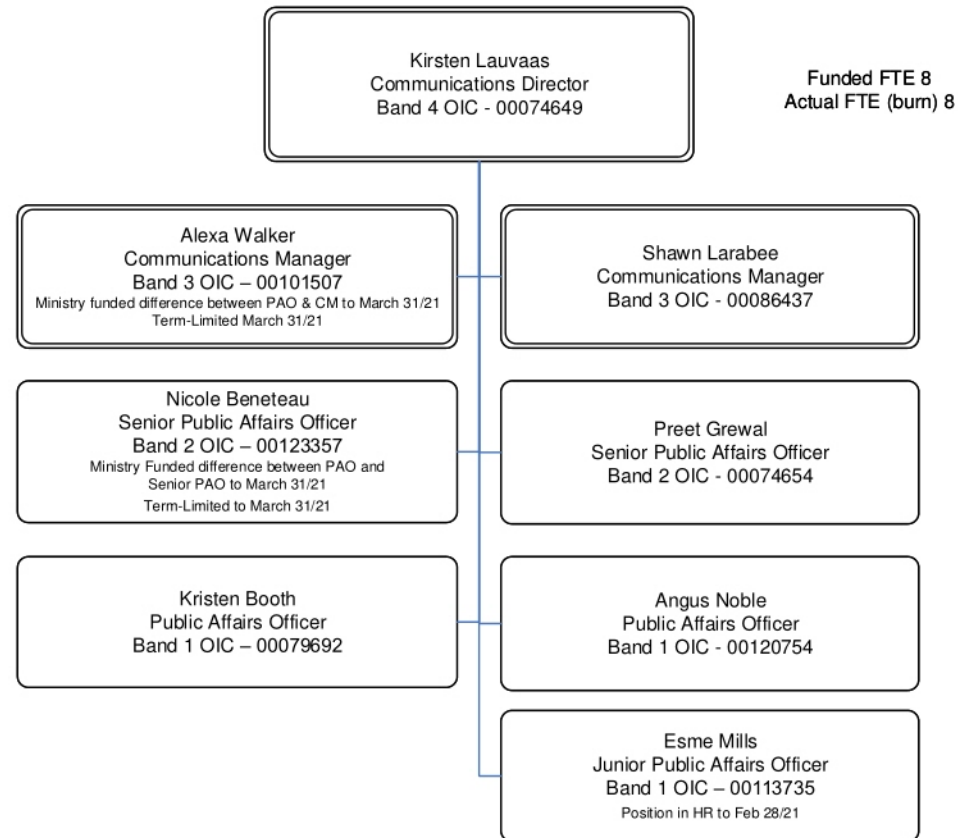 Kirsten Lauvaas
Communications Director
Band 4 OIC - 00074649
Funded FTE 8
Actual FTE (burn) 8
Alexa Walker
Communications Manager
Band 3 OIC – 00101507
Ministry funded difference between PAO & CM to March 31/21
Term-Limited March 31/21
Shawn Larabee
Communications Manager
Band 3 OIC - 00086437
Nicole Beneteau
Senior Public Affairs Officer
Band 2 OIC – 00123357
Ministry Funded difference between PAO and
Senior PAO to March 31/21
Term-Limited to March 31/21
Preet Grewal
Senior Public Affairs Officer
Band 2 OIC - 00074654
Kristen Booth
Public Affairs Officer
Band 1 OIC – 00079692
Angus Noble
Public Affairs Officer
Band 1 OIC - 00120754
Esme Mills
Junior Public Affairs Officer
Band 1 OIC – 00113735
Position in HR to Feb 28/21